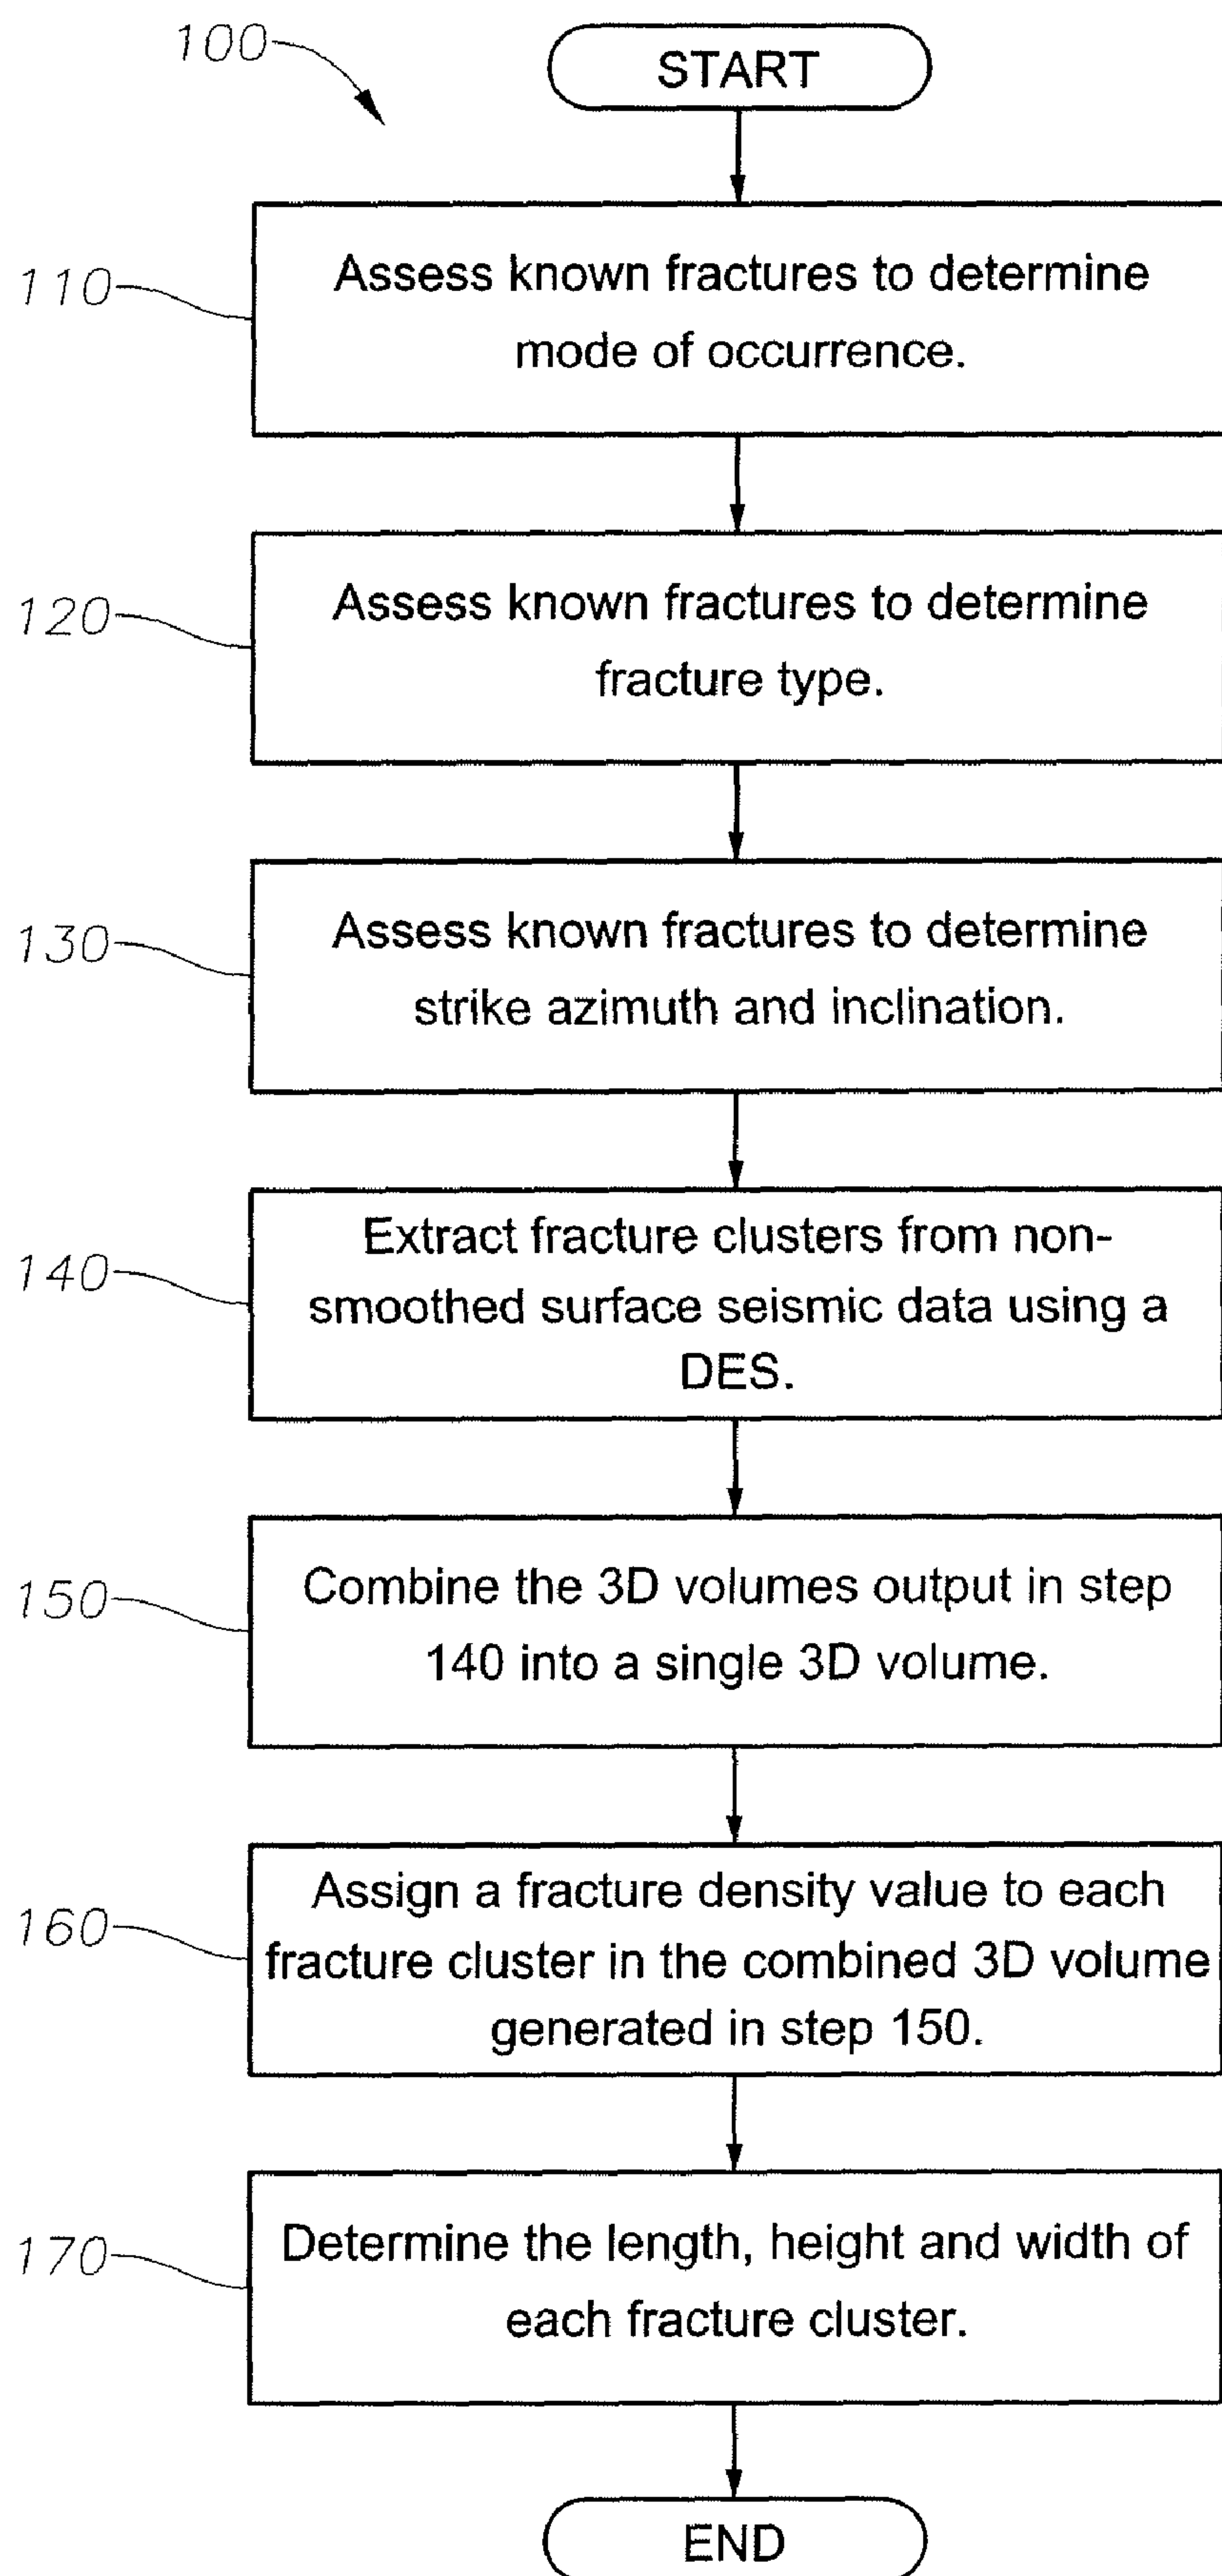 100
START
110
Assess known fractures to determine
mode of occurrence.
120
Assess known fractures to determine
fracture type.
130
Assess known fractures to determine
strike azimuth and inclination.
140
Extract fracture clusters from non-
smoothed surface seismic data using a
DES.
150
Combine the 3D volumes output in step
140 into a single 3D volume.
160
Assign a fracture density value to each
fracture cluster in the combined 3D volume
generated in step 150.
170
Determine the length, height and width of
each fracture cluster.
END